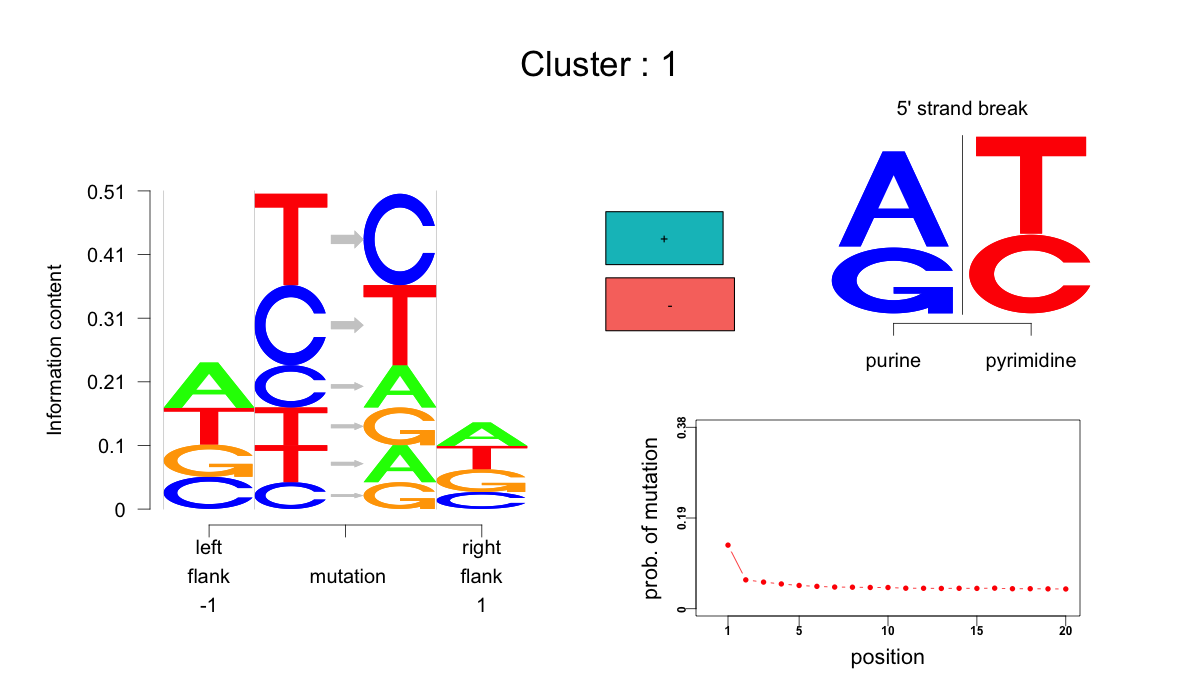 Cluster : 1
5' strand break
Information content
0.51
0.41
0.31
0.21
0.1
0
A
T
G
C
T C
C T
C A
T G
T A
C G
A
T
G
C
left
flank
-1
mutation
right
flank
1
+
-
A T
G C
purine
pyrimidine
prob. of mutation
0.38
0.19
0
1
5
10
15
20
position